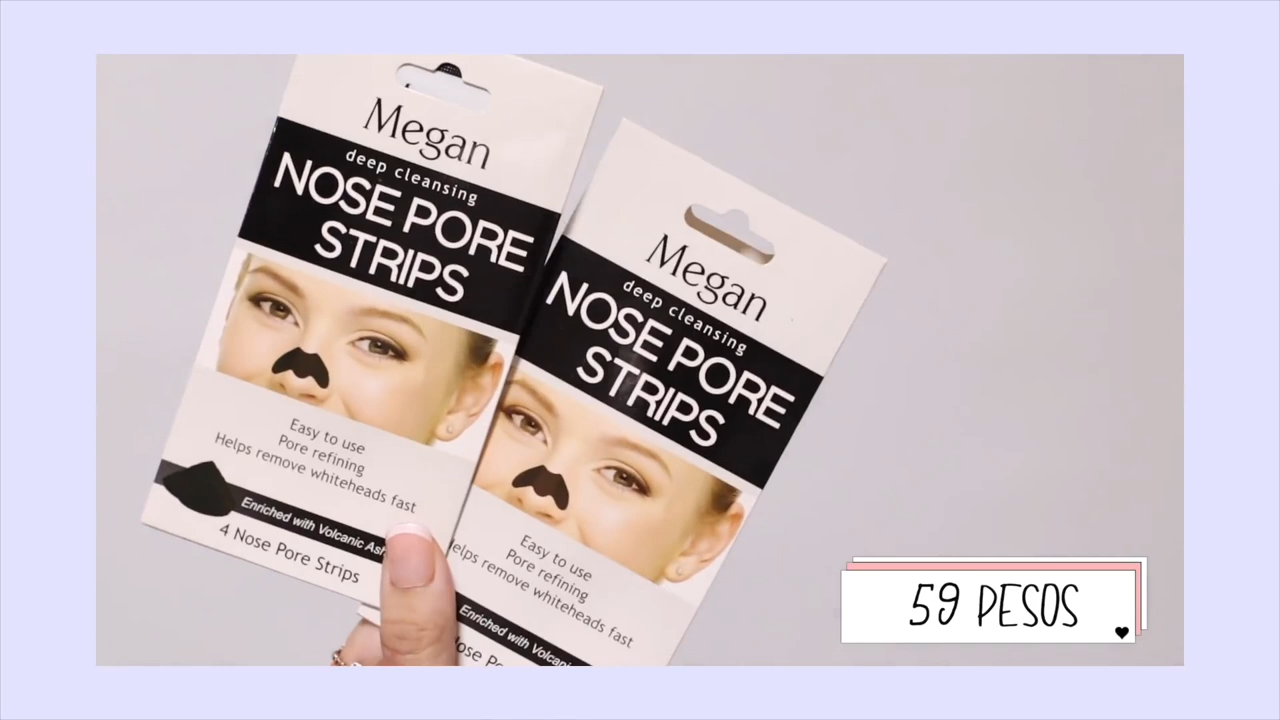 Megan
deep cleansing
NOSE PORE
STRIPS
Easy to use
Pore refining
Helps remove whiteheads fast
Enriched with Volcanic Ash
4 Nose Pore Strips
Megan
deep cleansing
NOSE PORE
STRIPS
Easy to use
Pore refining
Helps remove whiteheads fast
Enriched with Volcanic
Nose
59 PESOS